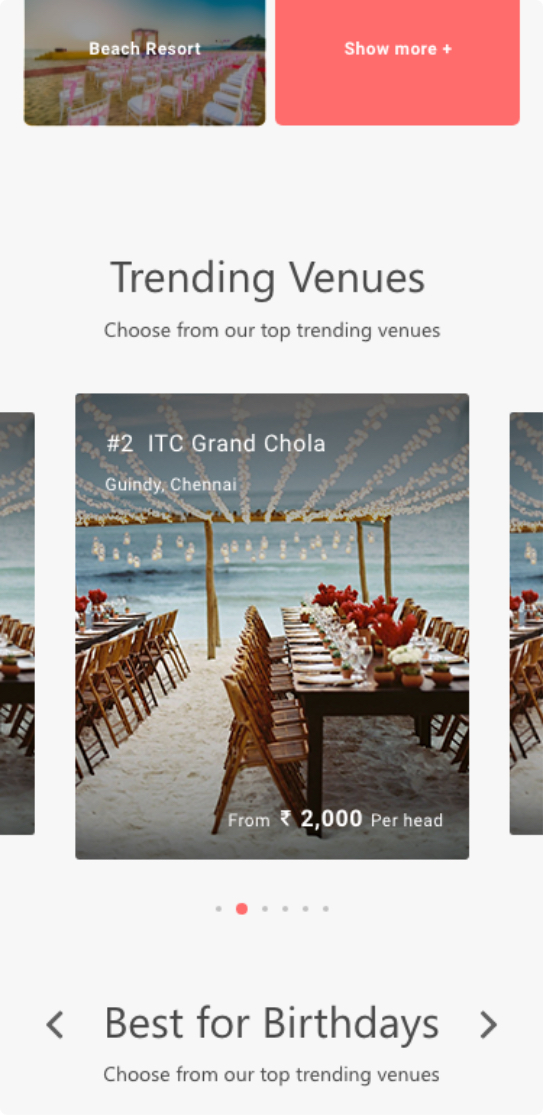 Beach Resort
Show more +
Trending Venues
Choose from our top trending venues
#2 ITC Grand Chola
Guindy, Chennai
From ₹ 2,000 Per head
Best for Birthdays
Choose from our top trending venues